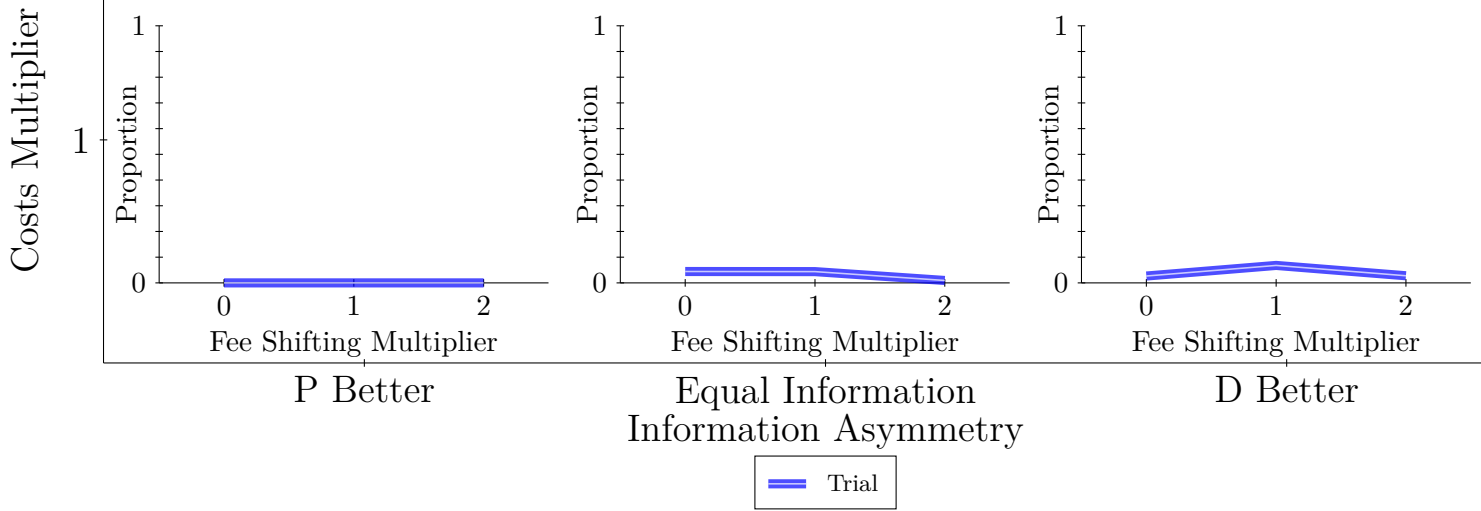 Costs Multiplier
1
1
0
Proportion
0
1
2
Fee Shifting Multiplier
1
0
Proportion
0
1
2
Fee Shifting Multiplier
1
0
Proportion
0
1
2
Fee Shifting Multiplier
P Better
Equal Information
D Better
Information Asymmetry
Trial